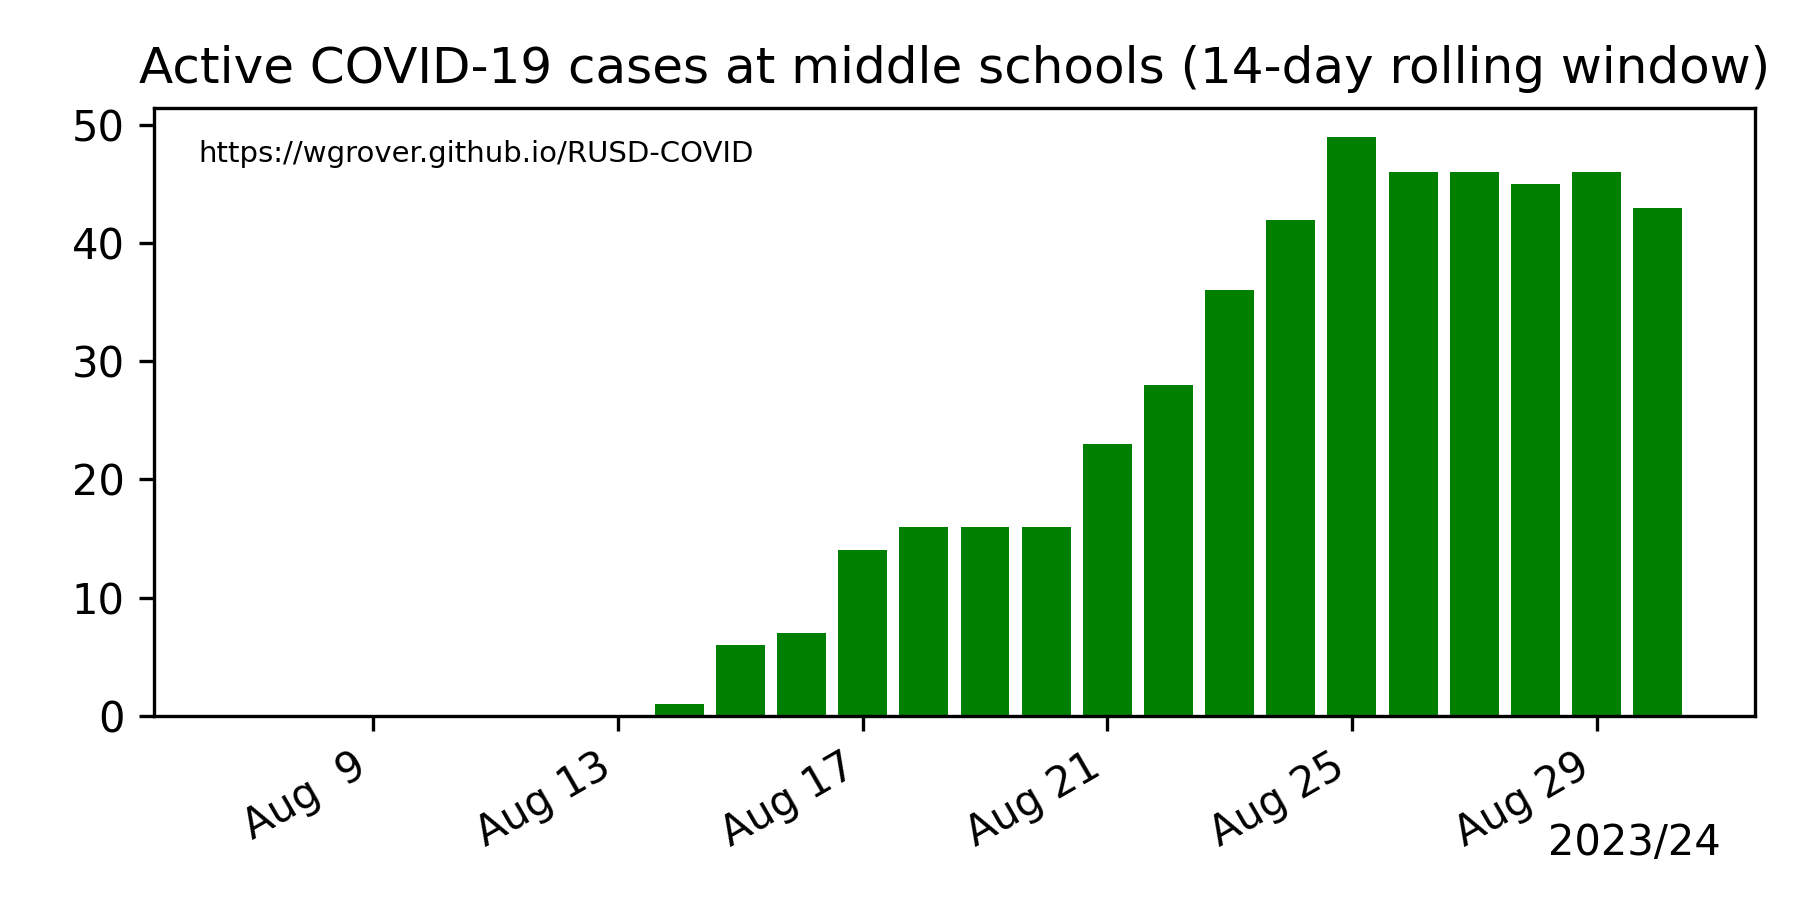 Active COVID-19 cases at middle schools (14-day rolling window)
https://wgrover.github.io/RUSD-COVID
50
40
30
20
10
0
Aug  9
Aug 13
Aug 17
Aug 21
Aug 25
Aug 29
2023/24